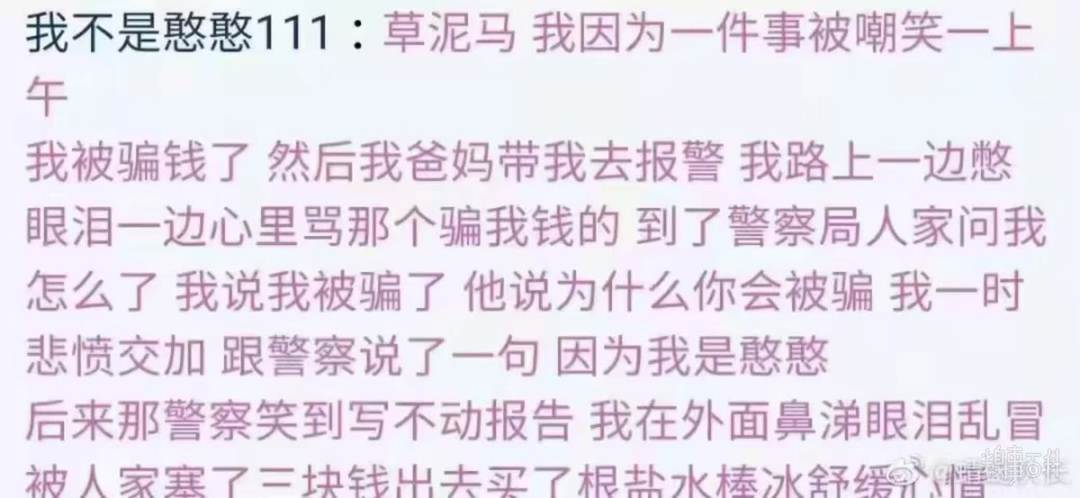 我不是憨憨111：草泥马 我因为一件事被嘲笑一上
午
我被骗钱了 然后我爸妈带我去报警 我路上一边憋
眼泪一边心里骂那个骗我钱的 到了警察局人家问我
怎么了 我说我被骗了 他说为什么你会被骗 我一时
悲愤交加 跟警察说了一句 因为我是憨憨
后来那警察笑到写不动报告 我在外面鼻涕眼泪乱冒
被人家塞了三块钱出去买了根盐水棒冰舒缓心情